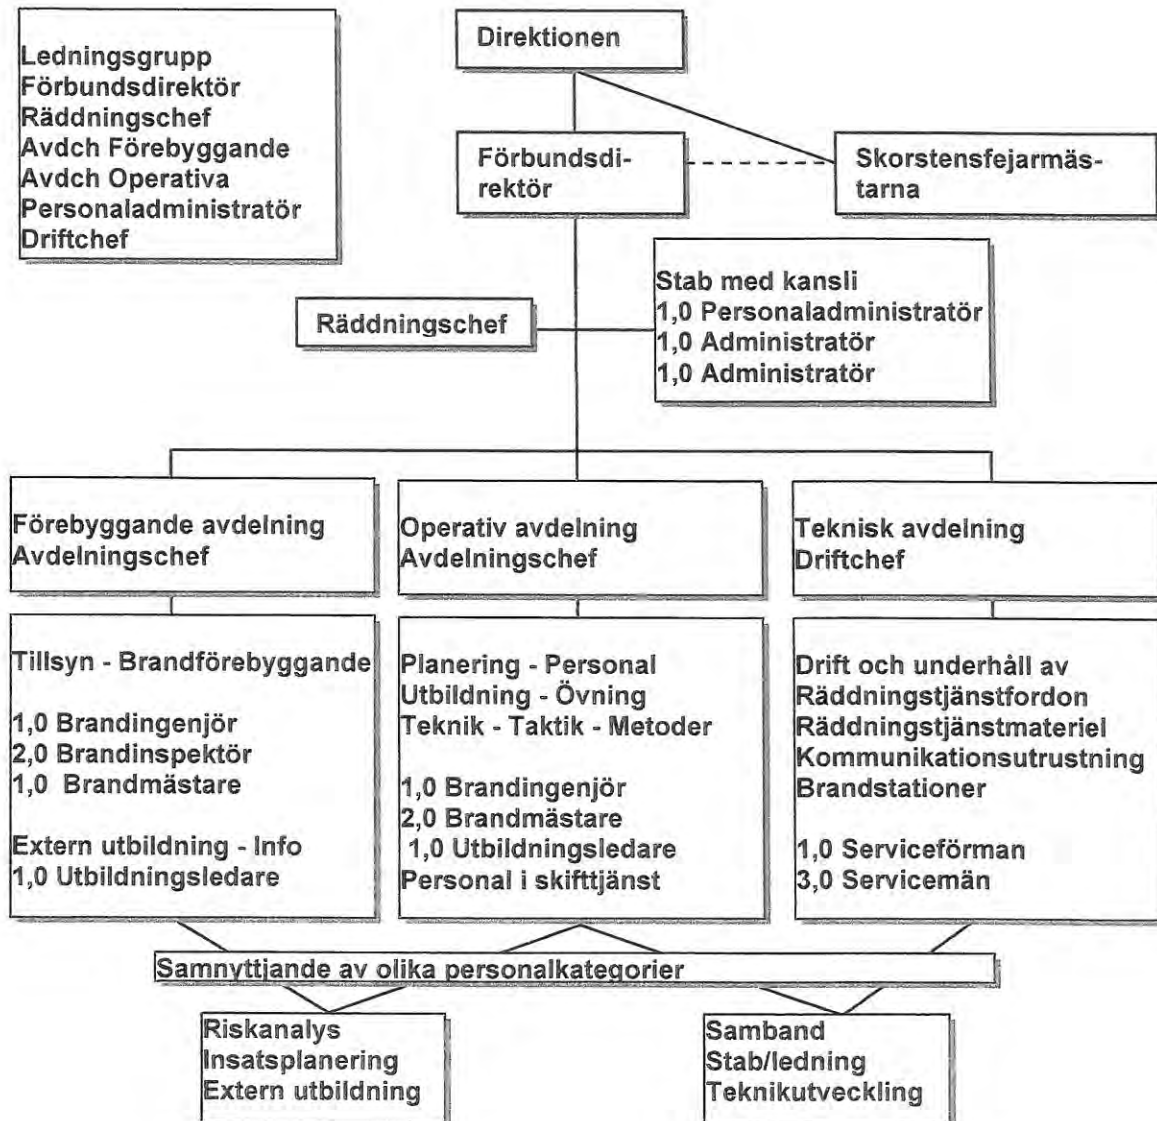 Ledningsgrupp
Förbundsdirektör
Räddningschef
Avdch Förebyggande
Avdch Operativa
Personaladministratör
Driftchef
Direktionen
Förbundsdi-
rektör
Skorstensfejarmäs-
tarna
Räddningschef
Stab med kansli
1,0 Personaladministratör
1,0 Administratör
1,0 Administratör
Förebyggande avdelning
Avdelningschef
Operativ avdelning
Avdelningschef
Teknisk avdelning
Driftchef
Tillsyn - Brandförebyggande
1,0 Brandingenjör
2,0 Brandinspektör
1,0 Brandmästare
Extern utbildning - Info
1,0 Utbildningsledare
Planering - Personal
Utbildning - Övning
Teknik - Taktik - Metoder
1,0 Brandingenjör
2,0 Brandmästare
1,0 Utbildningsledare
Personal i skifttjänst
Drift och underhåll av
Räddningstjänstfordon
Räddningstjänstmateriel
Kommunikationsutrustning
Brandstationer
1,0 Serviceförman
3,0 Servicemän
Samnyttjande av olika personalkategorier
Riskanalys
Insatsplanering
Extern utbildning
Samband
Stab/ledning
Teknikutveckling